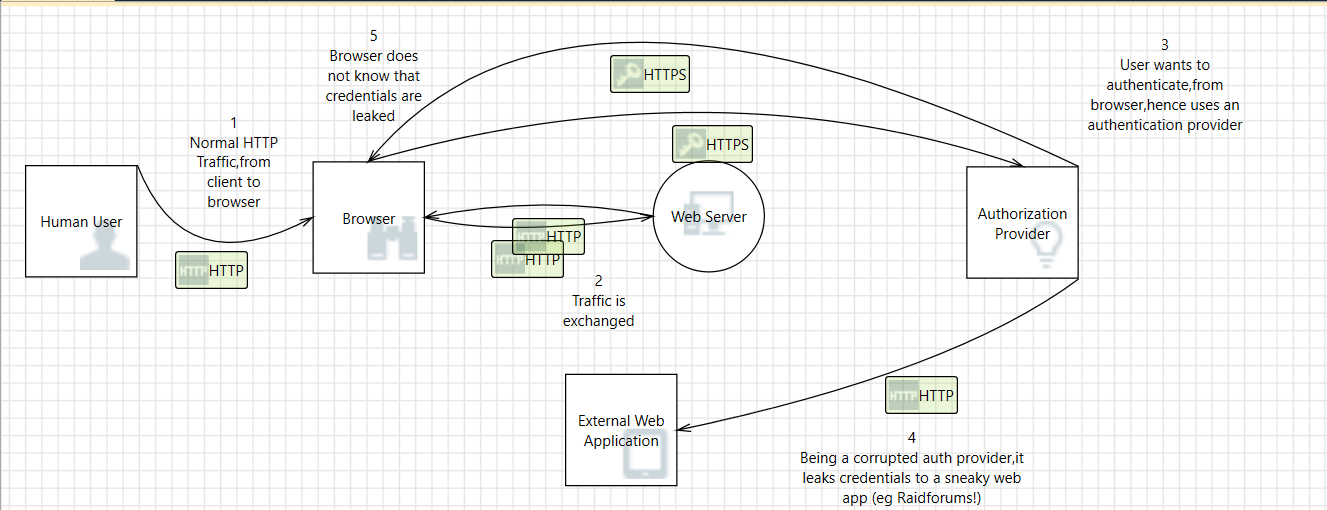 5
Browser does
not know that
credentials are
leaked
HTTPS
3
User wants to
authenticate,from
browser,hence uses an
authentication provider
1
Normal HTTP
Traffic,from
client to
browser
HTTPS
Human User
Browser
Web Server
Authorization
Provider
HTTP
HTTP
HTTP
HTTP
HTTP
HTTP
2
Traffic is
exchanged
External Web
Application
HTTP
HTTP
4
Being a corrupted auth provider,it
leaks credentials to a sneaky web
app (eg Raidforums!)